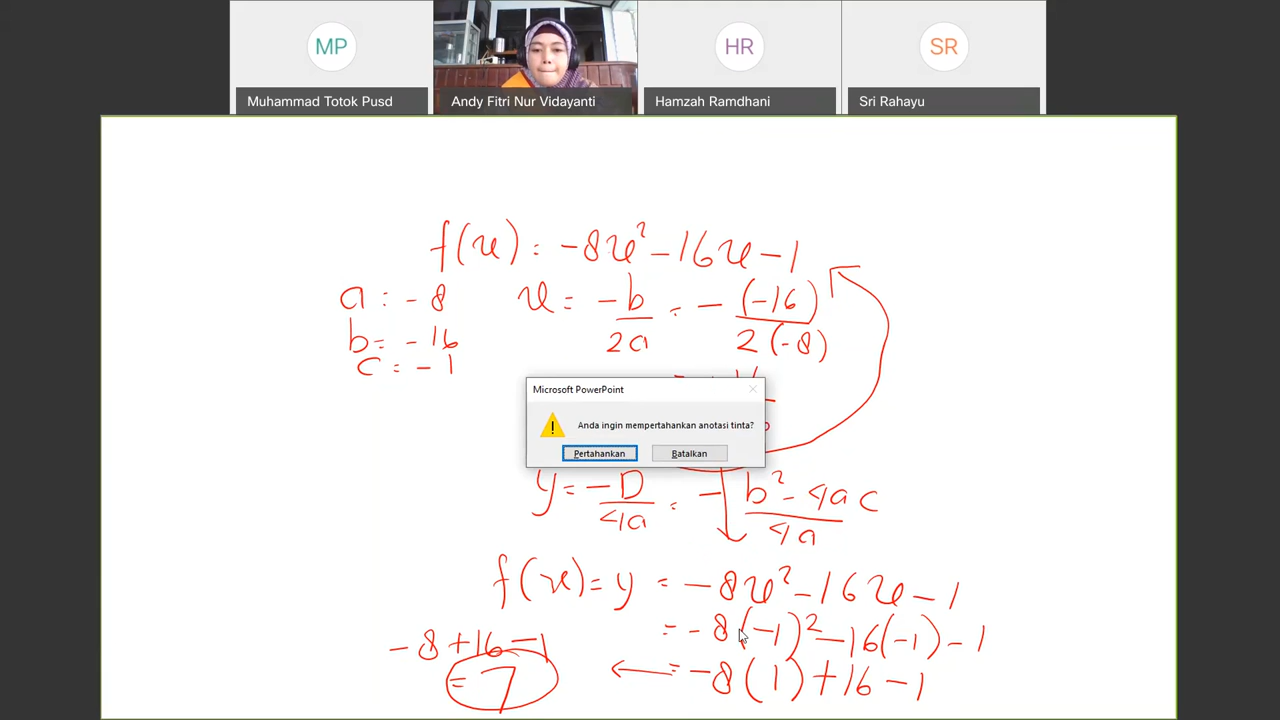 MP
HR
SR
Muhammad Totok Pusd
Andy Fitri Nur Vidayanti
Hamzah Ramdhani
Sri Rahayu
f(x) = -8x² - 16x - 1
a = -8
b = -16
c = -1
x = -b/2a = -(-16)/2(-8)
Microsoft PowerPoint
Anda ingin mempertahankan anotasi tinta?
Pertahankan
Batalkan
y = -D/4a = - b² - 4ac/4a
f(x) = y = -8x² - 16x - 1
= -8(-1)² - 16(-1) - 1
= -8(1) + 16 - 1
-8 + 16 - 1
= 7